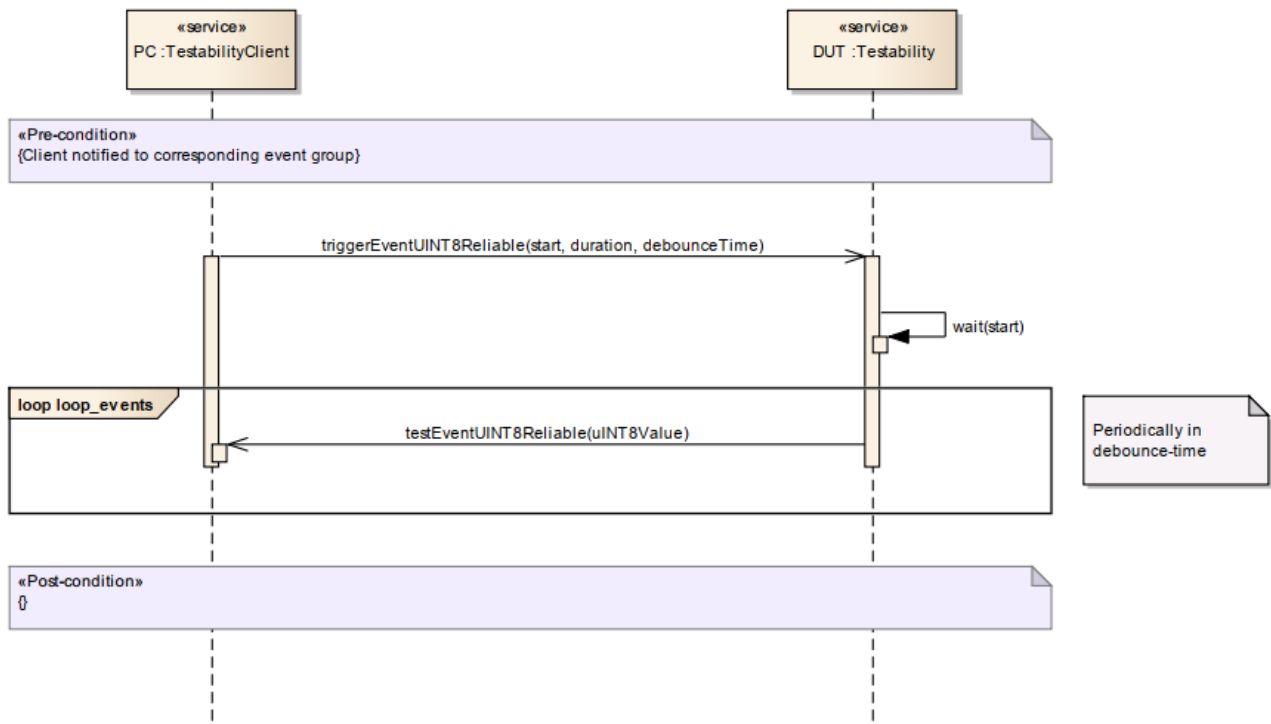 «service»
PC :TestabilityClient
«service»
DUT :Testability
«Pre-condition»
{Client notified to corresponding event group}
triggerEventUINT8Reliable(start, duration, debounceTime)
wait(start)
loop loop_events
testEventUINT8Reliable(uINT8Value)
Periodically in
debounce-time
«Post-condition»
{}